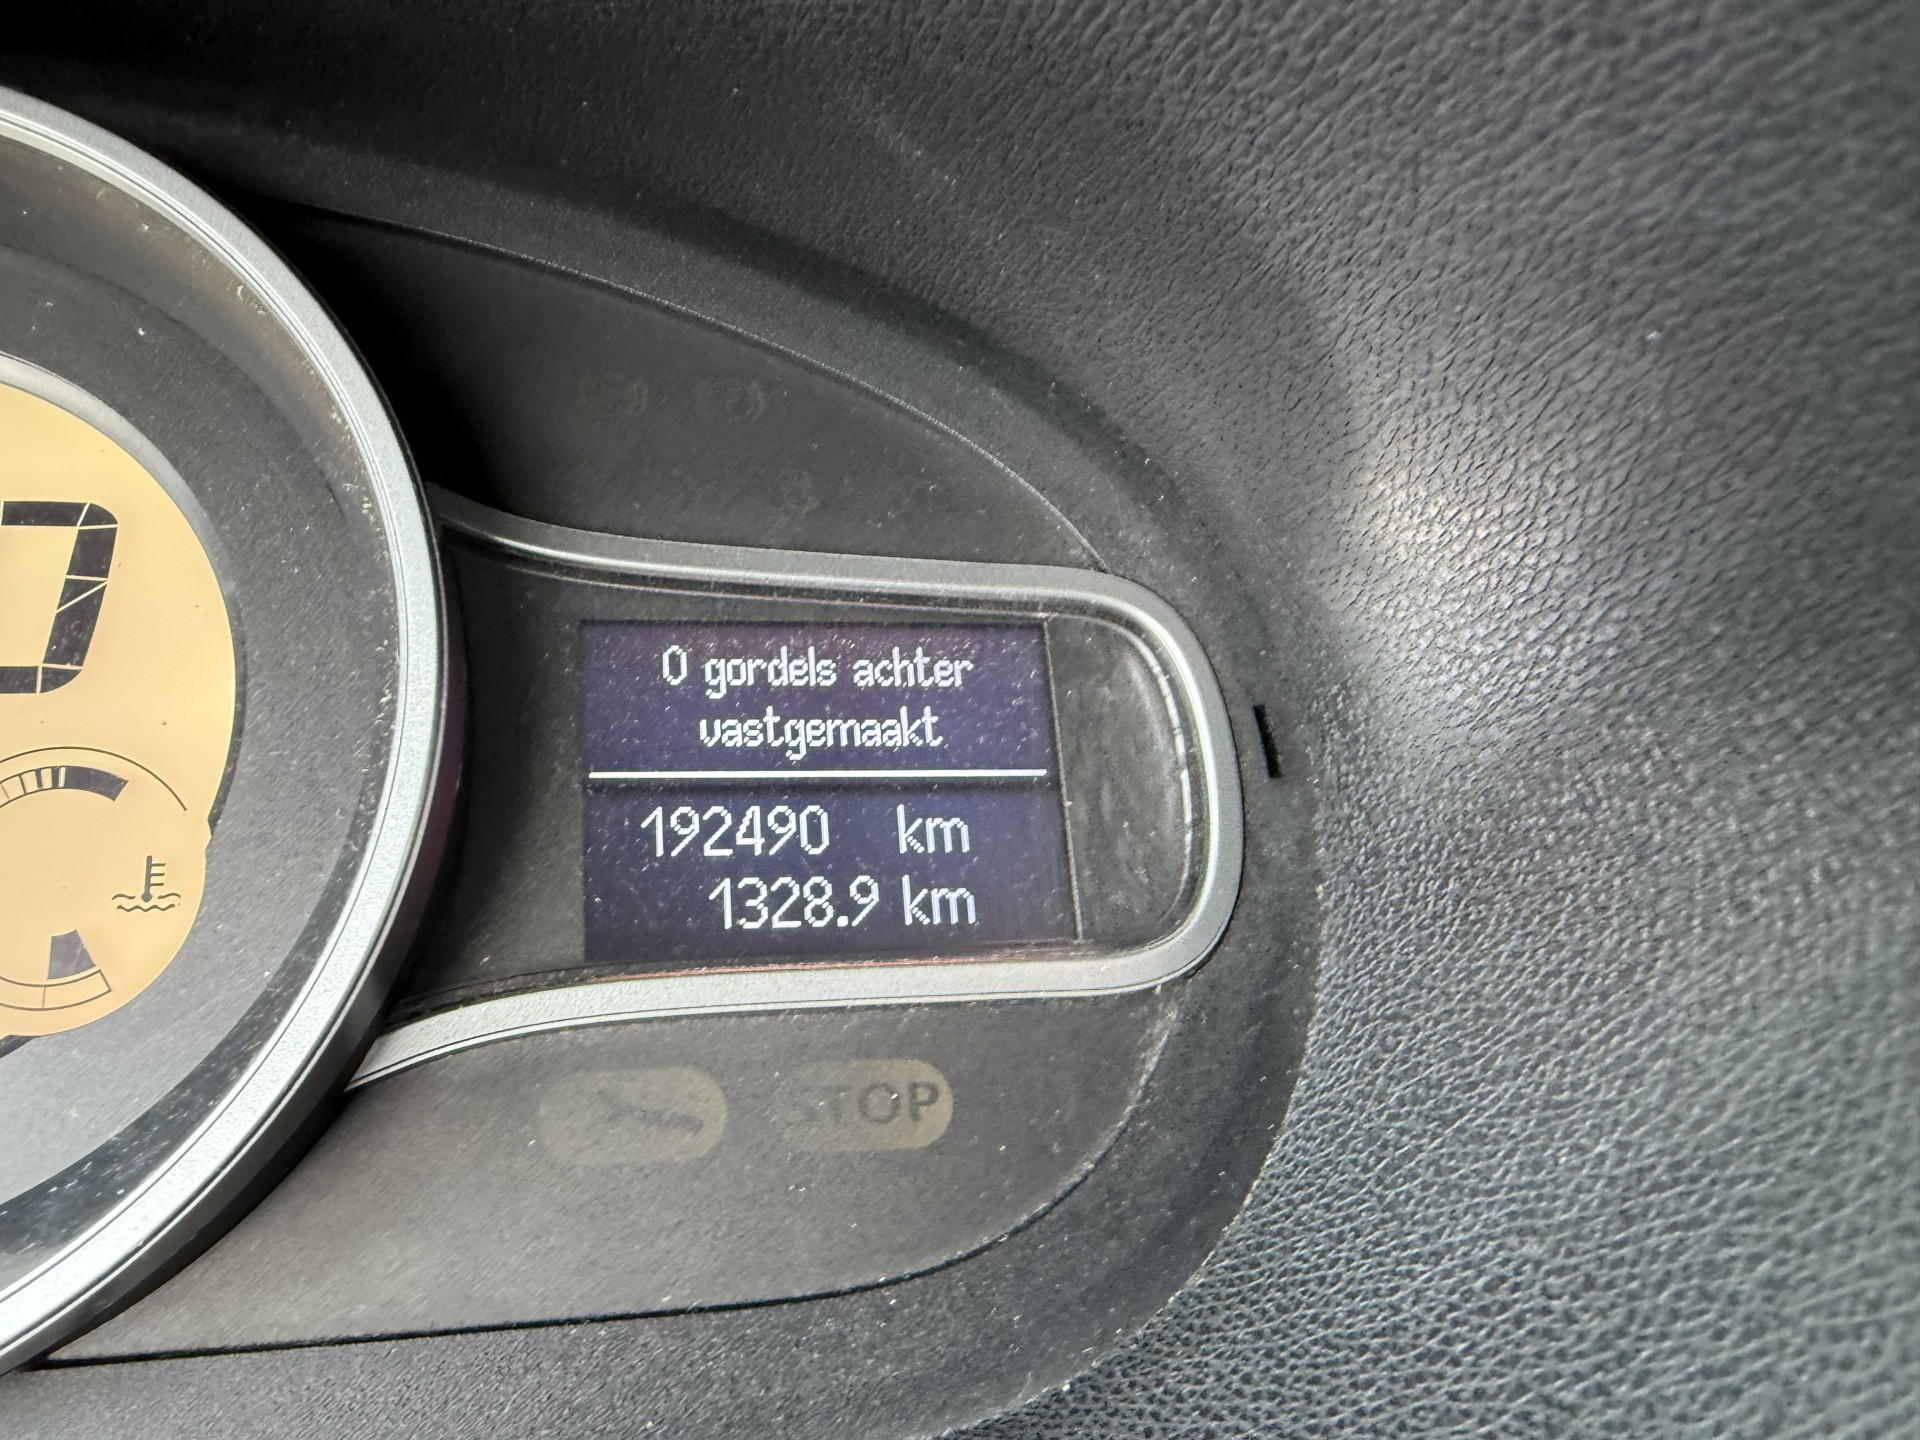 0 gordels achter
vastgemaakt
192490 km
1328.9 km
STOP